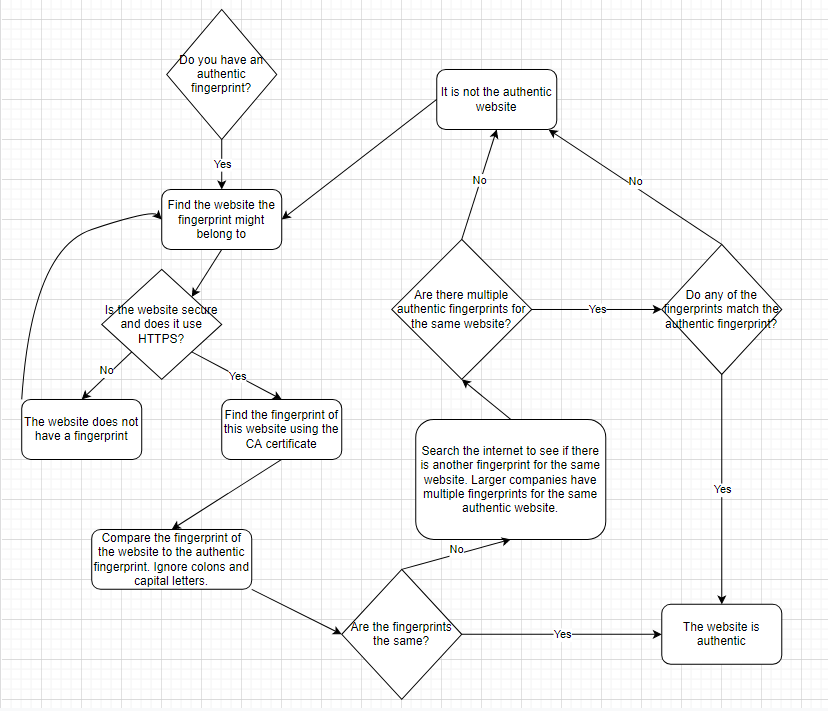 Do you have an
authentic
fingerprint?
Yes
Find the website the
fingerprint might
belong to
Is the website secure
and does it use
HTTPS?
No
Yes
The website does not
have a fingerprint
Find the fingerprint of
this website using the
CA certificate
Compare the fingerprint of
the website to the authentic
fingerprint. Ignore colons and
capital letters.
Are the fingerprints
the same?
No
Yes
Search the internet to see if there
is another fingerprint for the same
website. Larger companies have
multiple fingerprints for the same
authentic website.
Are there multiple
authentic fingerprints for
the same website?
No
Yes
It is not the authentic
website
Do any of the
fingerprints match the
authentic fingerprint?
No
Yes
The website is
authentic